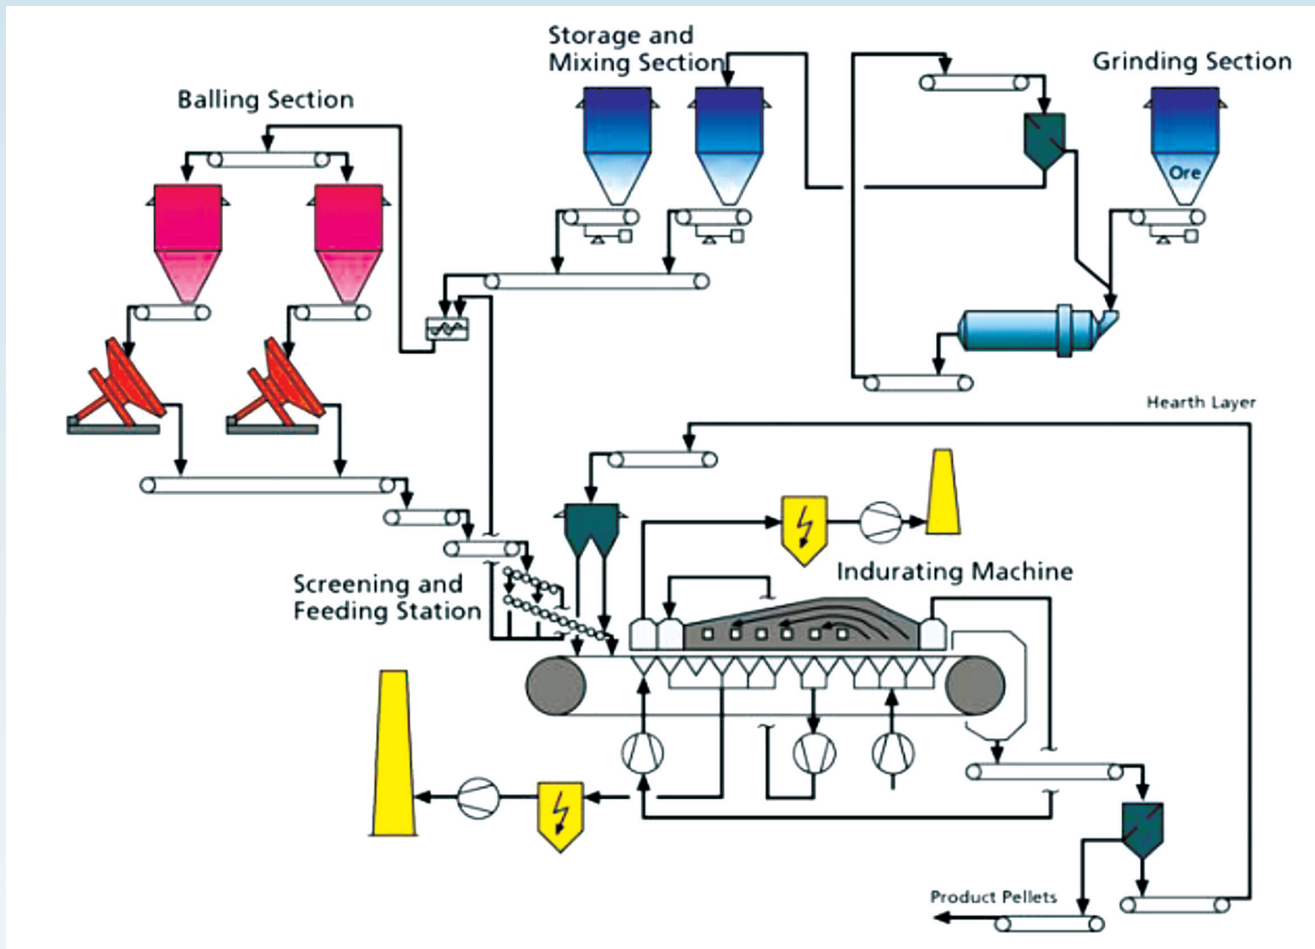 Storage and
Mixing Section
Grinding Section
Balling Section
Ore
Hearth Layer
Screening and
Feeding Station
Indurating Machine
Product Pellets